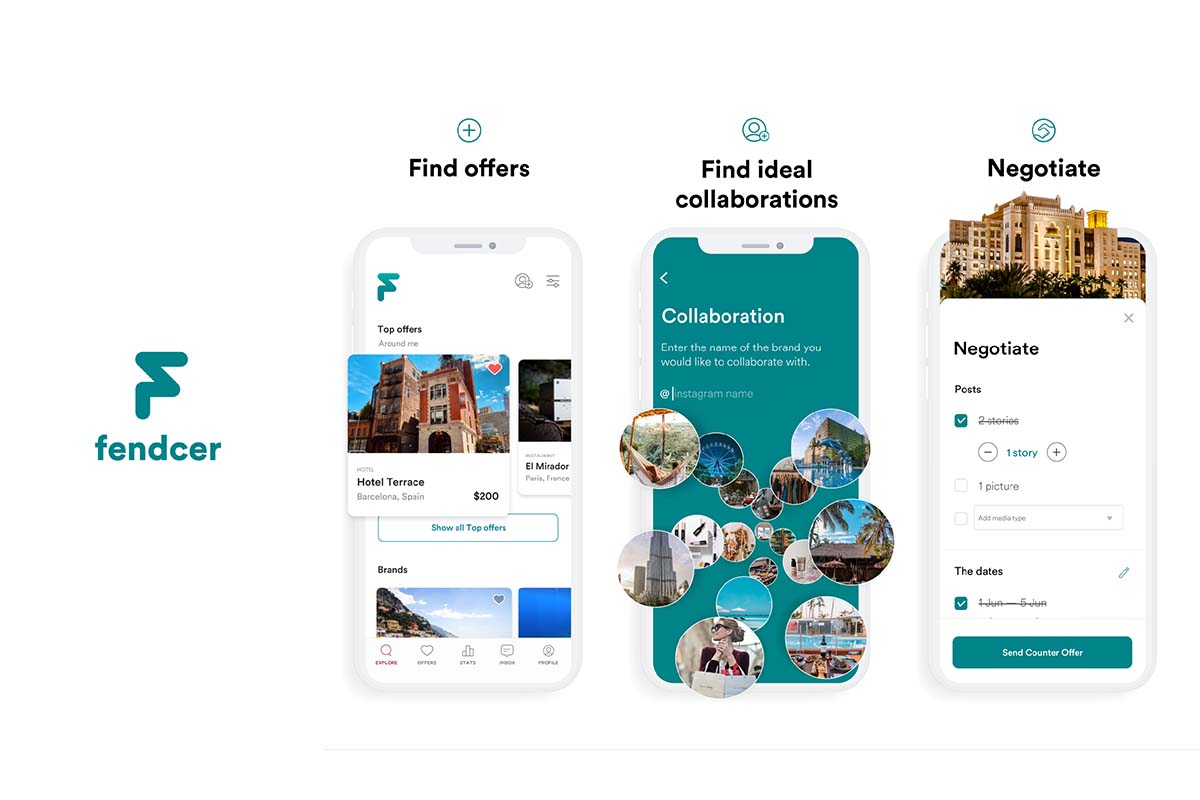 fendcer
Find offers
Top offers
Around me
HOTEL
Hotel Terrace
Barcelona, Spain
$200
RESTAURANT
El Mirador
Paris, France
Show all Top offers
Brands
EXPLORE
OFFERS
STATS
INBOX
PROFILE
Find ideal
collaborations
Collaboration
Enter the name of the brand you
would like to collaborate with.
@ Instagram name
Negotiate
Negotiate
Posts
2 stories
1 story
1 picture
Add media type
The dates
1 Jun — 5 Jun
Send Counter Offer